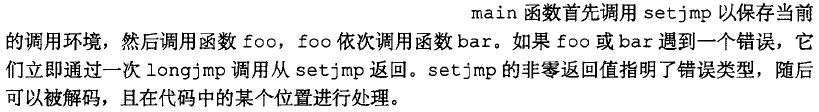 main 函数首先调用 setjmp 以保存当前
的调用环境，然后调用函数 foo，foo 依次调用函数 bar。如果 foo 或 bar 遇到一个错误，它
们立即通过一次 longjmp 调用从 setjmp 返回。setjmp 的非零返回值指明了错误类型，随后
可以被解码，且在代码中的某个位置进行处理。